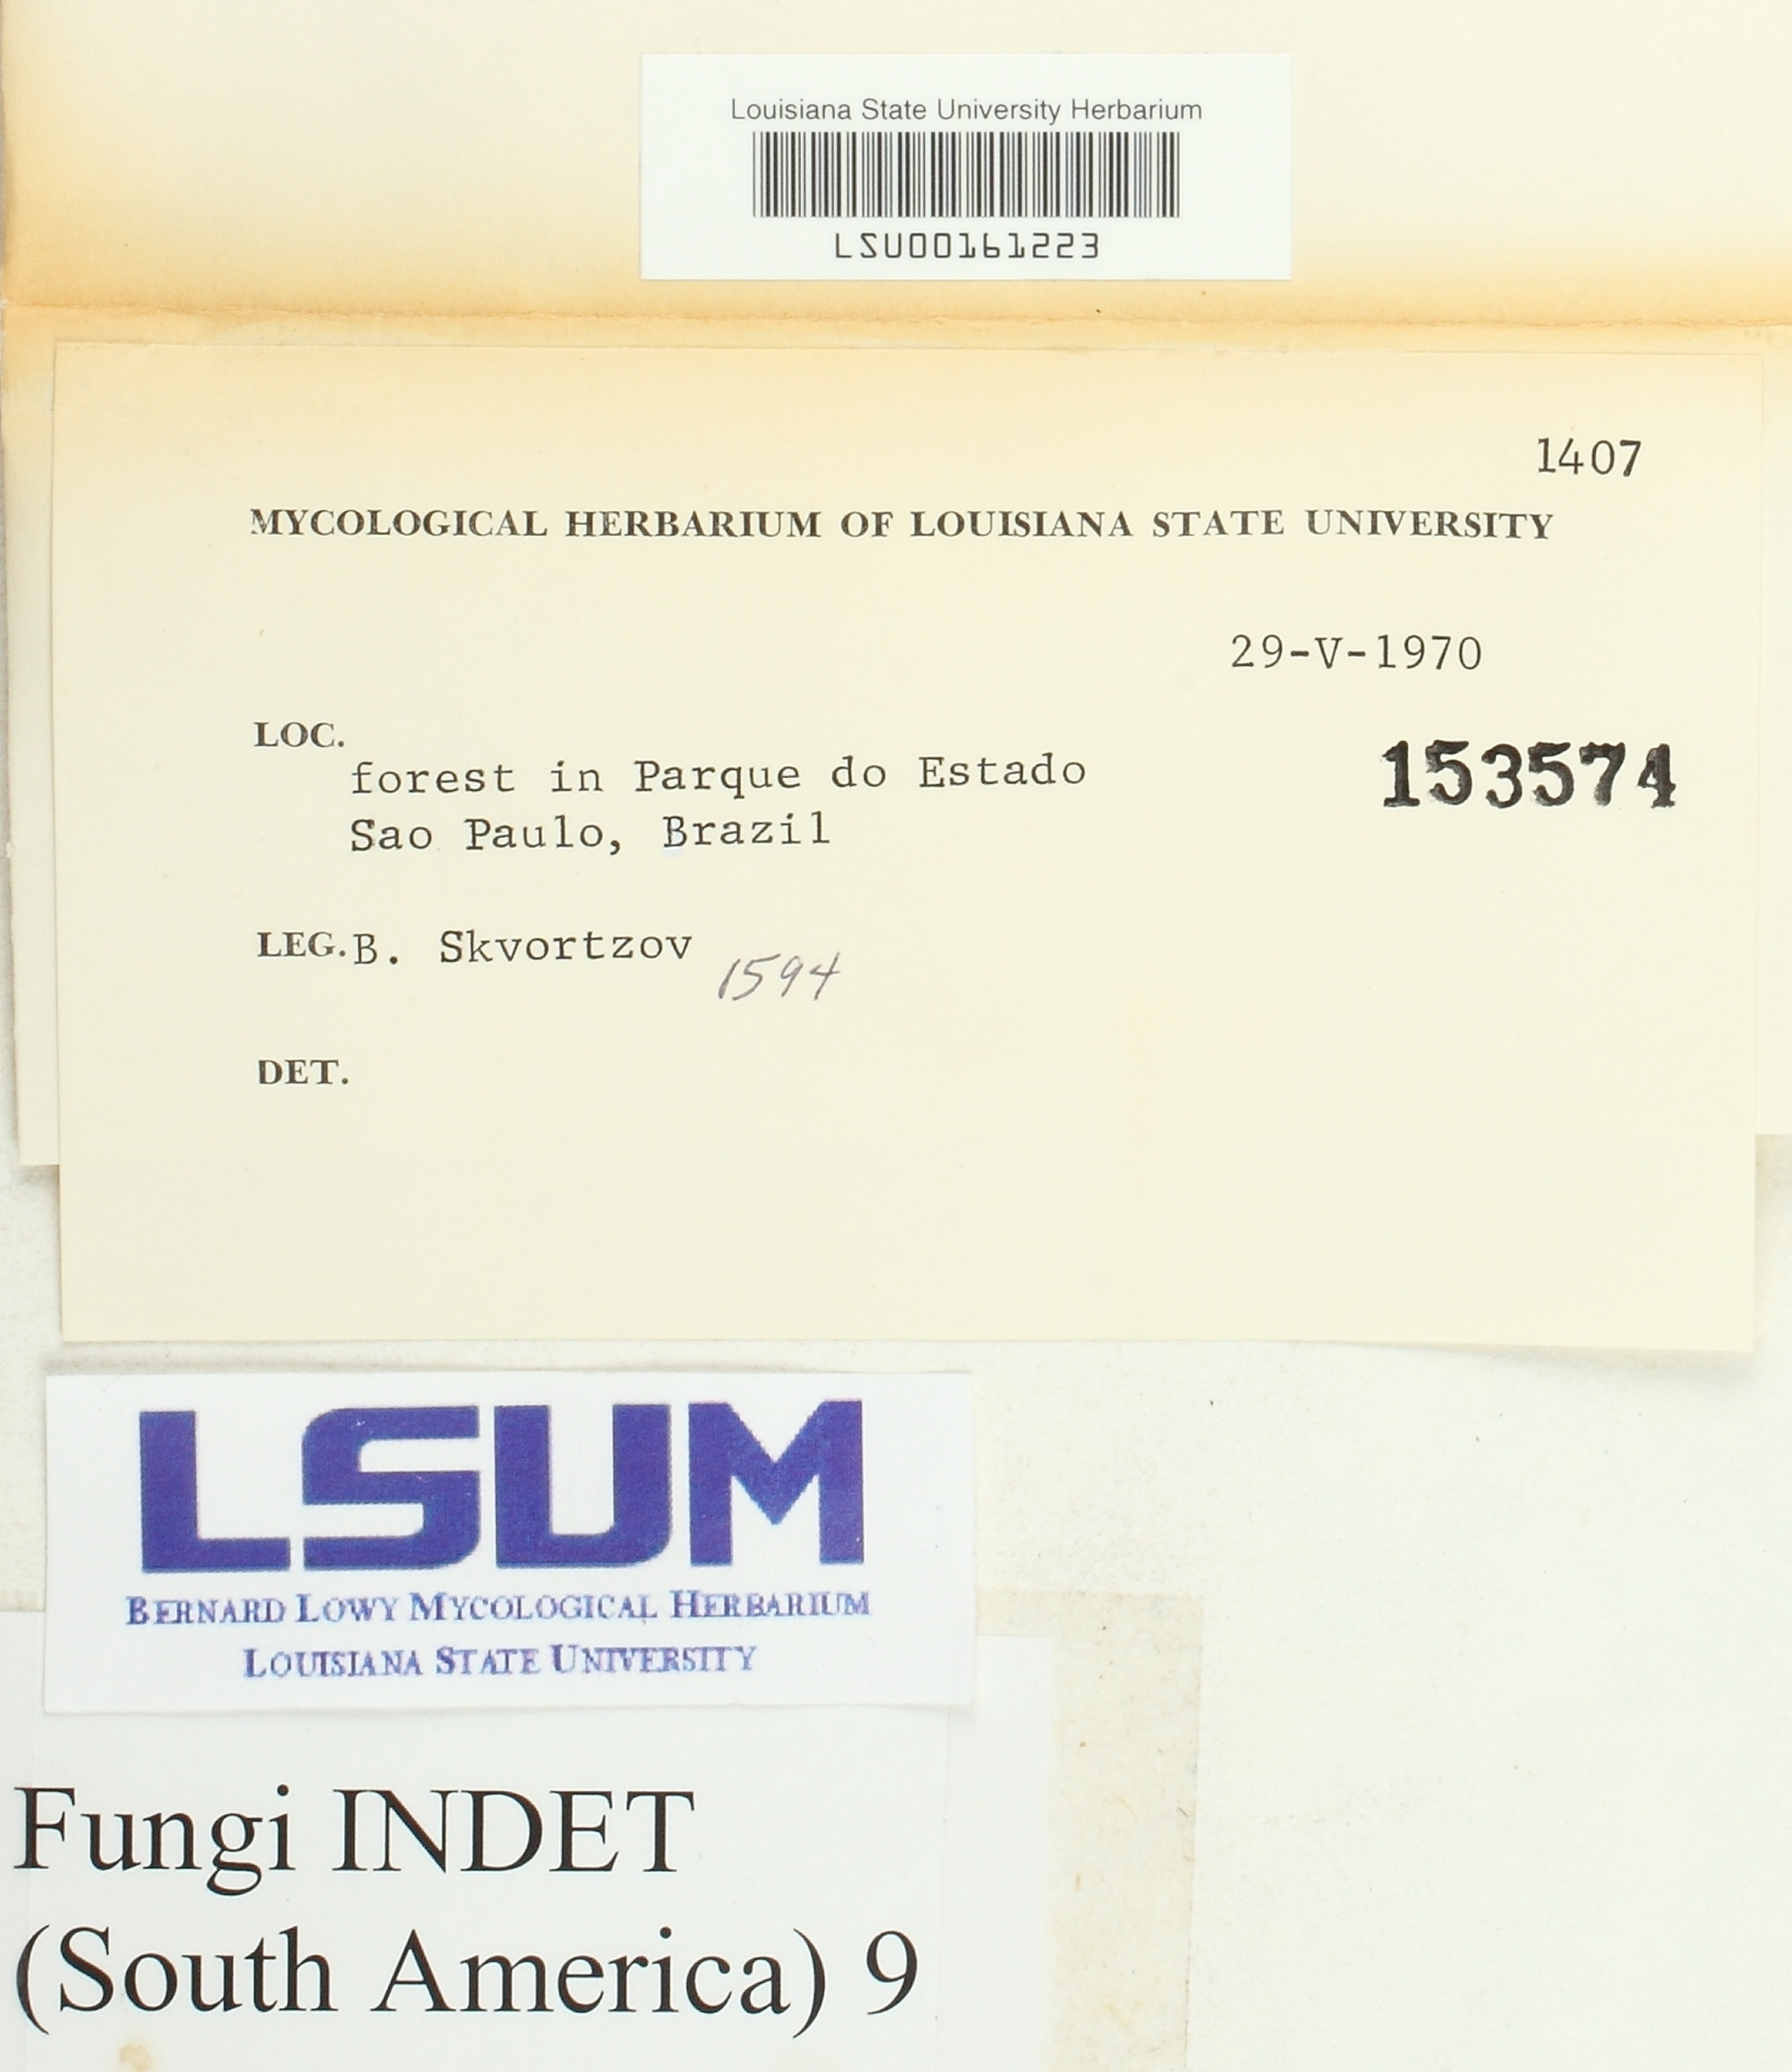 Louisiana State University Herbarium
LSU00161223
1407
MYCOLOGICAL HERBARIUM OF LOUISIANA STATE UNIVERSITY
29-V-1970
LOC.
forest in Parque do Estado
153574
Sao Paulo, Brazil
LEG. B. Skvortzov
1594
DET.
LSUM
BERNARD LOWY MYCOLOGICAL HERBARIUM
LOUISIANA STATE UNIVERSITY
Fungi INDET
(South America) 9